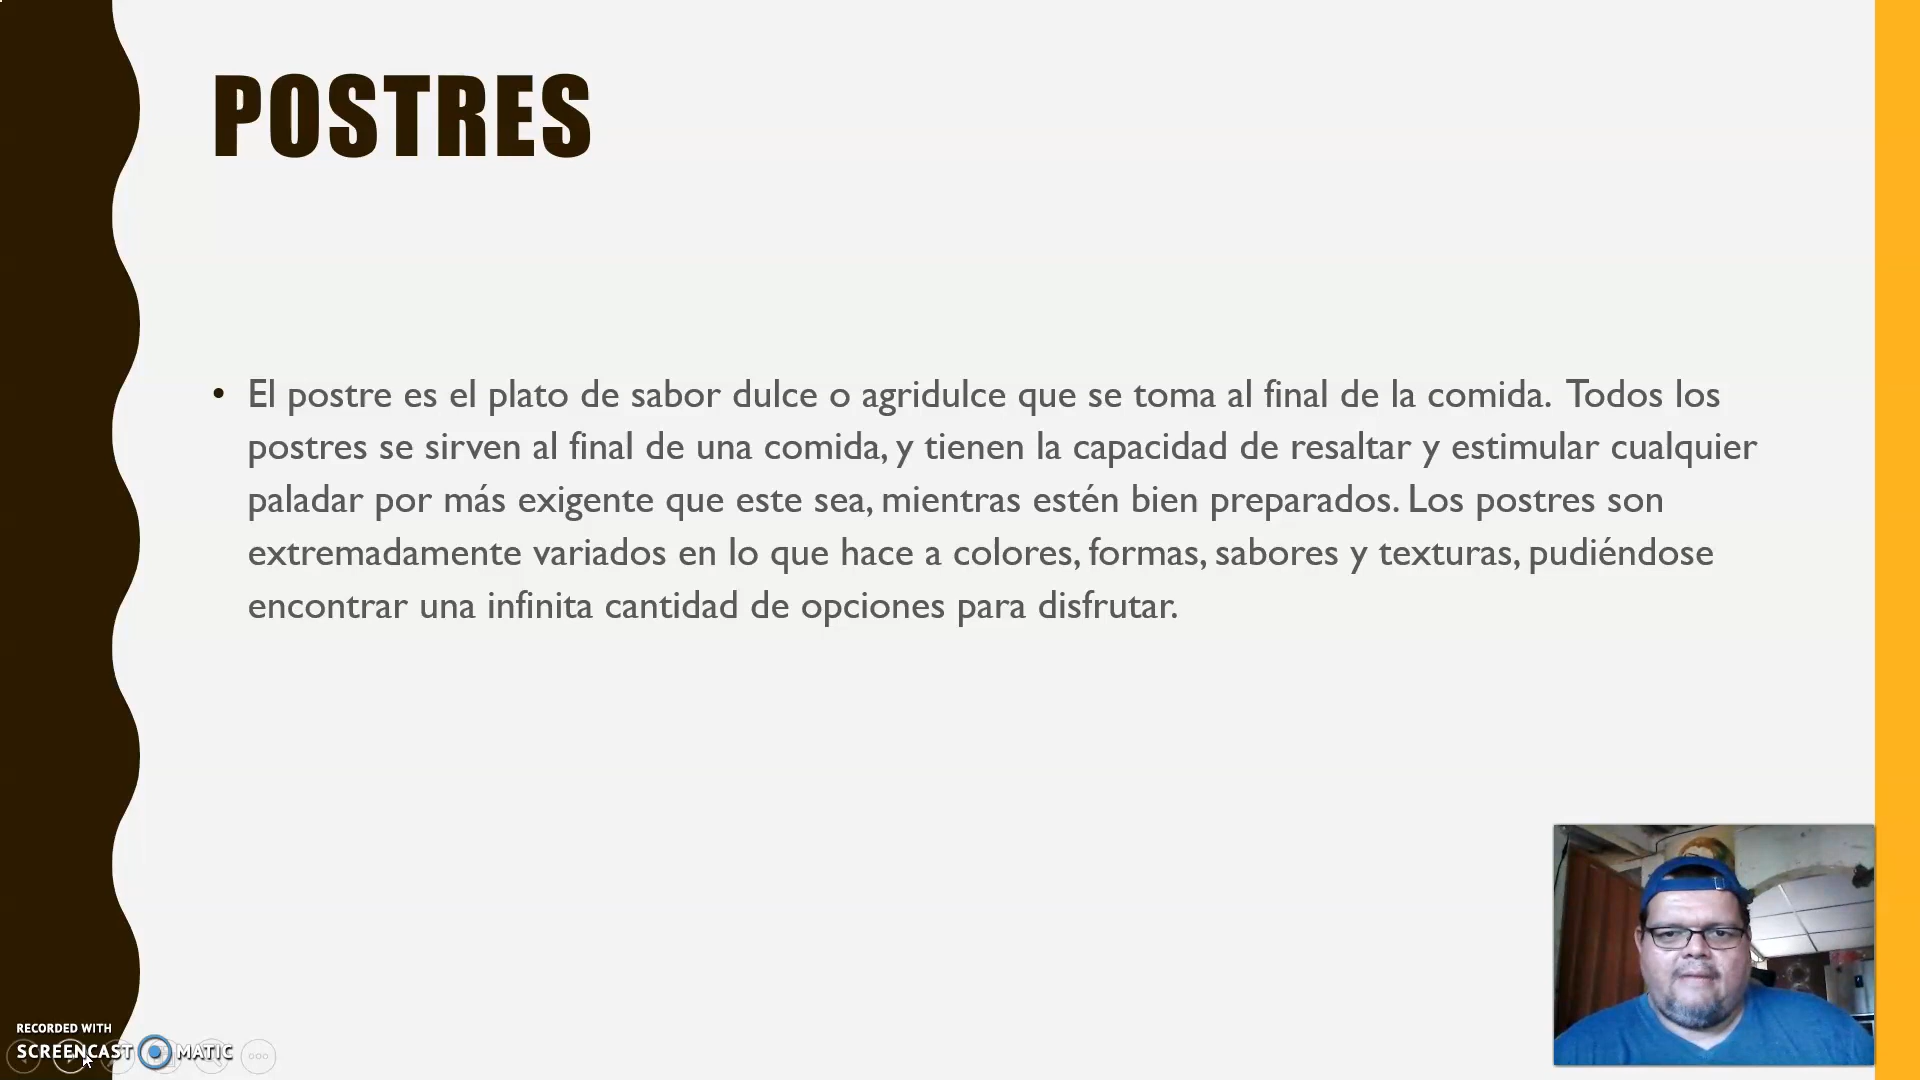 POSTRES
• El postre es el plato de sabor dulce o agridulce que se toma al final de la comida. Todos los
postres se sirven al final de una comida, y tienen la capacidad de resaltar y estimular cualquier
paladar por más exigente que este sea, mientras estén bien preparados. Los postres son
extremadamente variados en lo que hace a colores, formas, sabores y texturas, pudiéndose
encontrar una infinita cantidad de opciones para disfrutar.
RECORDED WITH
SCREENCAST MATIC